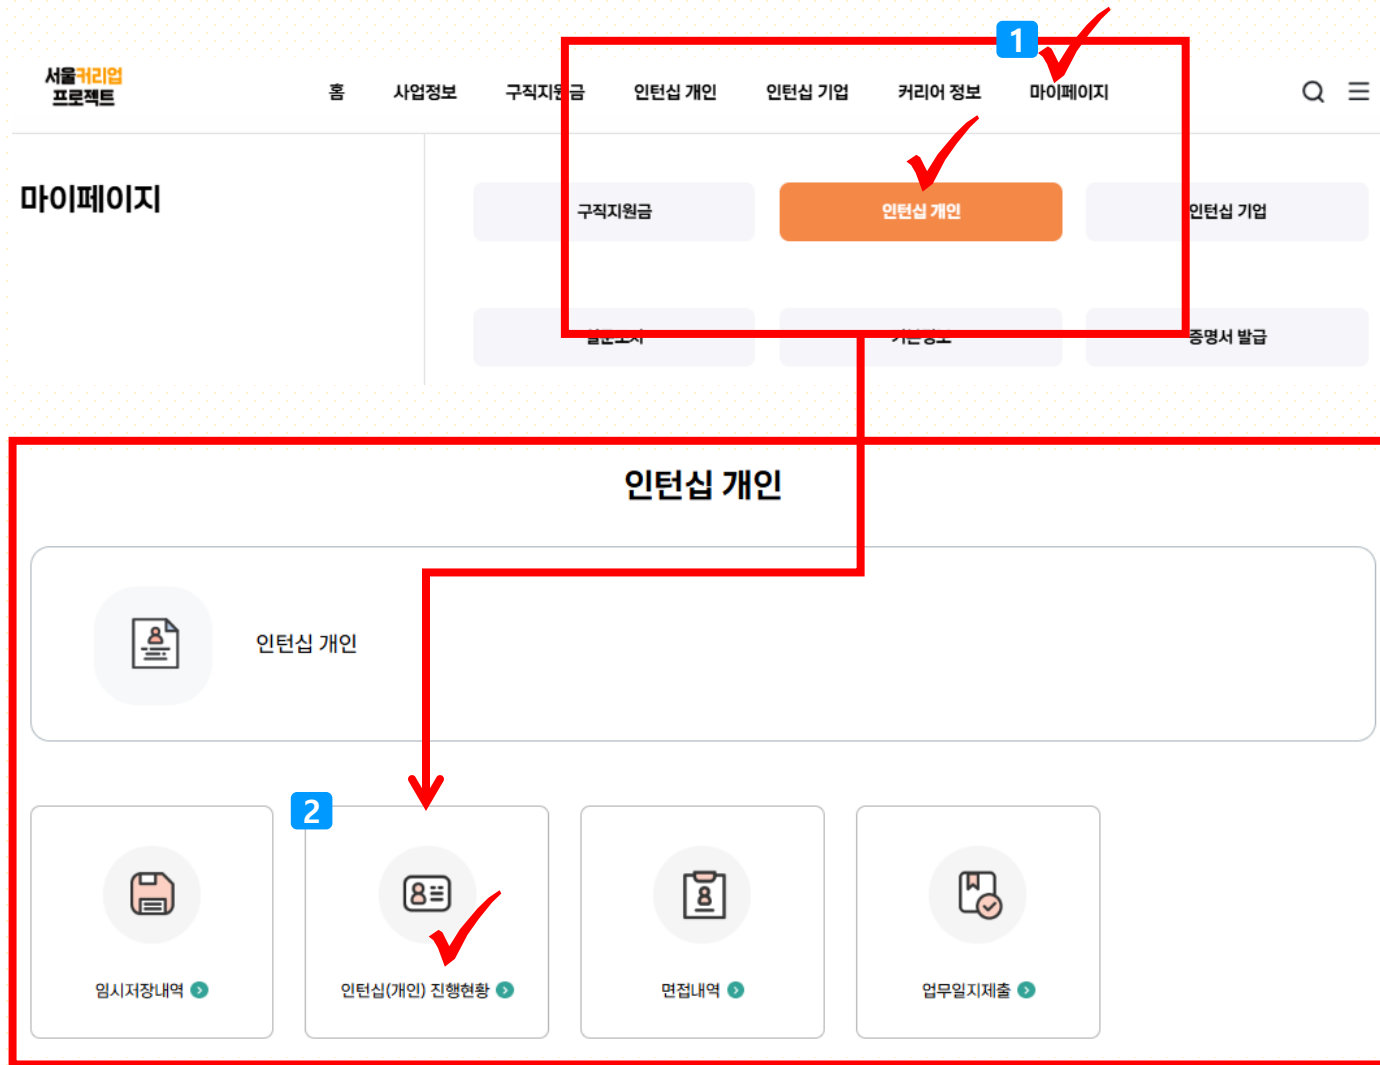 1
서울커리업
프로젝트
홈 사업정보 구직지원금 인턴십 개인 인턴십 기업 커리어 정보 마이페이지
마이페이지
구직지원금 인턴십 개인 인턴십 기업
증명서 발급
인턴십 개인
인턴십 개인
2
임시저장내역 인턴십(개인) 진행현황 면접내역 업무일지제출